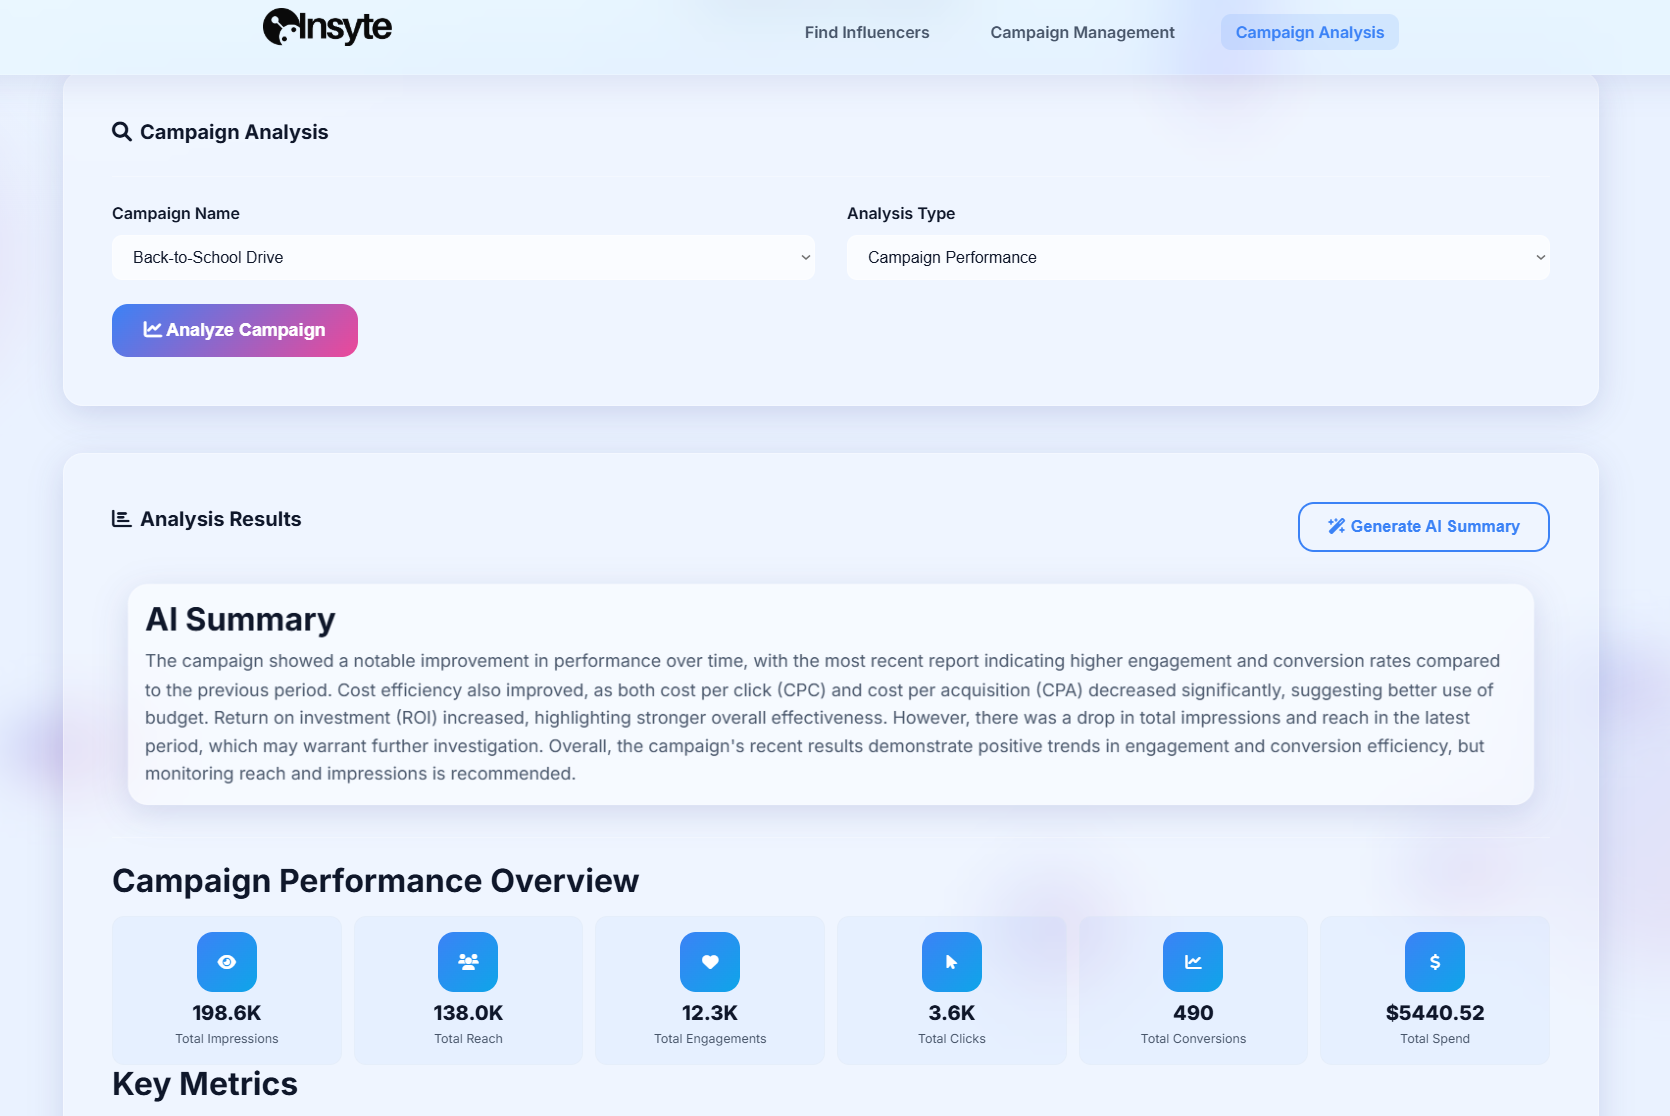 Insyte
Find Influencers
Campaign Management
Campaign Analysis
Campaign Analysis
Campaign Name
Analysis Type
Back-to-School Drive
Campaign Performance
Analyze Campaign
Analysis Results
Generate AI Summary
AI Summary
The campaign showed a notable improvement in performance over time, with the most recent report indicating higher engagement and conversion rates compared
to the previous period. Cost efficiency also improved, as both cost per click (CPC) and cost per acquisition (CPA) decreased significantly, suggesting better use of
budget. Return on investment (ROI) increased, highlighting stronger overall effectiveness. However, there was a drop in total impressions and reach in the latest
period, which may warrant further investigation. Overall, the campaign's recent results demonstrate positive trends in engagement and conversion efficiency, but
monitoring reach and impressions is recommended.
Campaign Performance Overview
198.6K
Total Impressions
138.0K
Total Reach
12.3K
Total Engagements
3.6K
Total Clicks
490
Total Conversions
$5440.52
Total Spend
Key Metrics